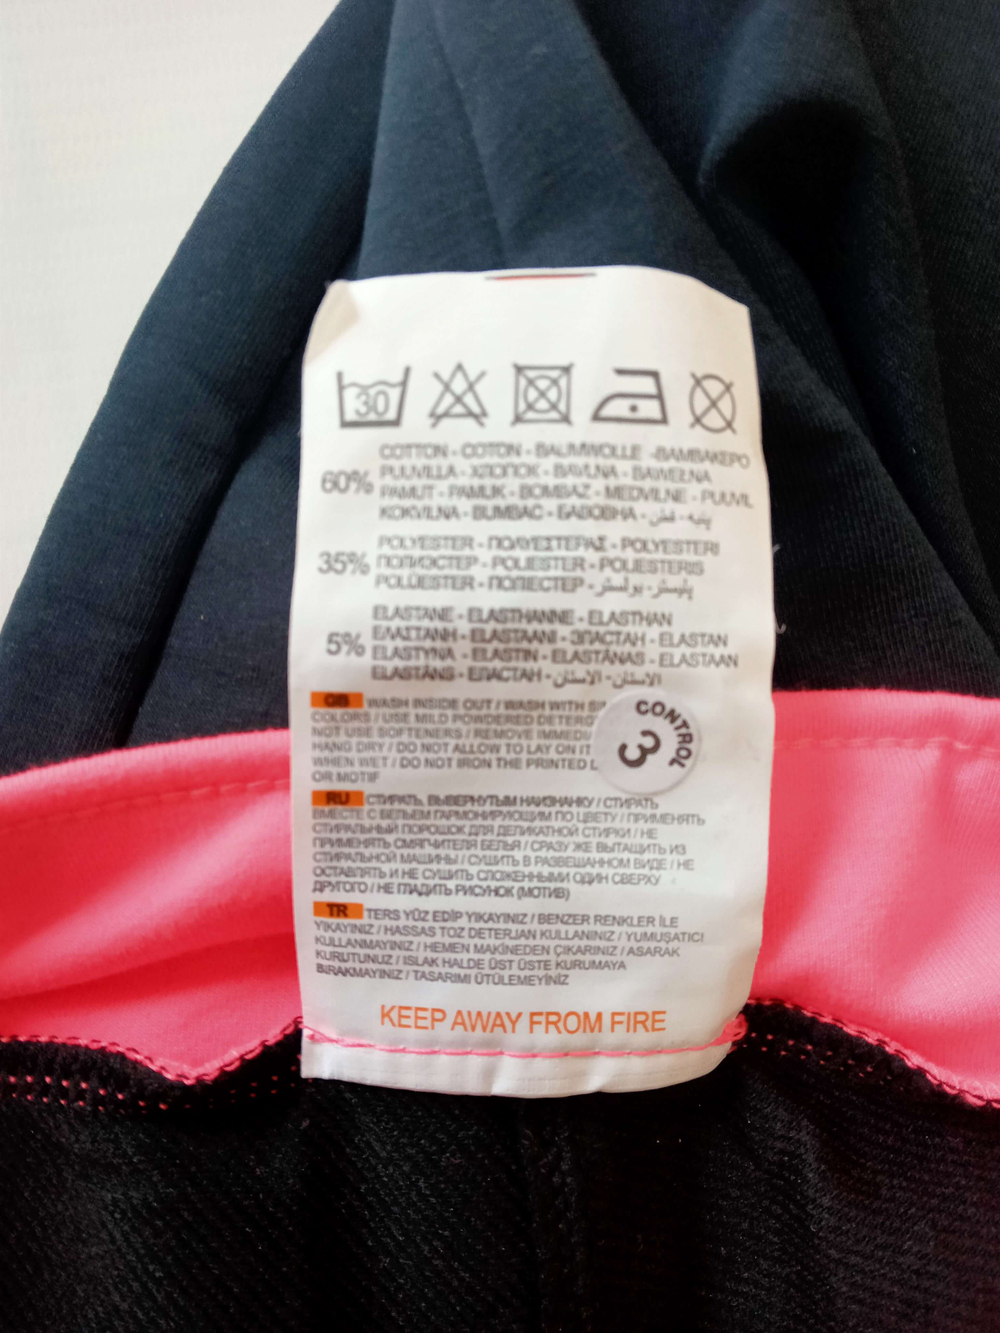 30
60% COTTON - COTON - BAUMWOLLE - ΒΑΜΒΑΚΕΡΟ
PUUVILLA - ХЛОПОК - BAVLNA - BAWEŁNA
PAMUT - PAMUK - BOMBAZ - MEDVILNE - PUUVIL
KOKVILNA - BUMBAC - БАВОВНА - قطن - پنبه
35% POLYESTER - ΠΟΛΥΕΣΤΕΡΑΣ - POLYESTERI
ПОЛИЭСТЕР - POLIESTER - POLIESTERIS
POLÜESTER - ПОЛІЕСТЕР - بوليستر - پلیستر
5% ELASTANE - ELASTHANNE - ELASTHAN
ΕΛΑΣΤΑΝΗ - ELASTAANI - ЭЛАСТАН - ELASTAN
ELASTYNA - ELASTIN - ELASTĀNAS - ELASTAAN
ELASTĀNS - ЕЛАСТАН - الاستان - الاستان
GB WASH INSIDE OUT / WASH WITH
COLORS / USE MILD POWDERED
NOT USE SOFTENERS / REMOVE
HANG DRY / DO NOT ALLOW TO LAY ON IT
WHEN WET / DO NOT IRON THE PRINTED
OR MOTIF
CONTROL
3
RU СТИРАТЬ, ВЫВЕРНУТЫМ НАИЗНАНКУ / СТИРАТЬ
ВМЕСТЕ С БЕЛЬЕМ ГАРМОНИРУЮЩИМ ПО ЦВЕТУ / ПРИМЕНЯТЬ
СТИРАЛЬНЫЙ ПОРОШОК ДЛЯ ДЕЛИКАТНОЙ СТИРКИ / НЕ
ПРИМЕНЯТЬ СМЯГЧИТЕЛЯ БЕЛЬЯ / СРАЗУ ЖЕ ВЫТАЩИТЬ ИЗ
СТИРАЛЬНОЙ МАШИНЫ / СУШИТЬ В РАЗВЕШАННОМ ВИДЕ / НЕ
ОСТАВЛЯТЬ И НЕ СУШИТЬ СЛОЖЕННЫМИ ОДИН СВЕРХУ
ДРУГОГО / НЕ ГЛАДИТЬ РИСУНОК (МОТИВ)
TR TERS YÜZ EDİP YIKAYINIZ / BENZER RENKLER İLE
YIKAYINIZ / HASSAS TOZ DETERJAN KULLANINIZ / YUMUŞATICI
KULLANMAYINIZ / HEMEN MAKİNEDEN ÇIKARINIZ / ASARAK
KURUTUNUZ / ISLAK HALDE ÜST ÜSTE KURUMAYA
BIRAKMAYINIZ / TASARIMI ÜTÜLEMEYİNİZ
KEEP AWAY FROM FIRE